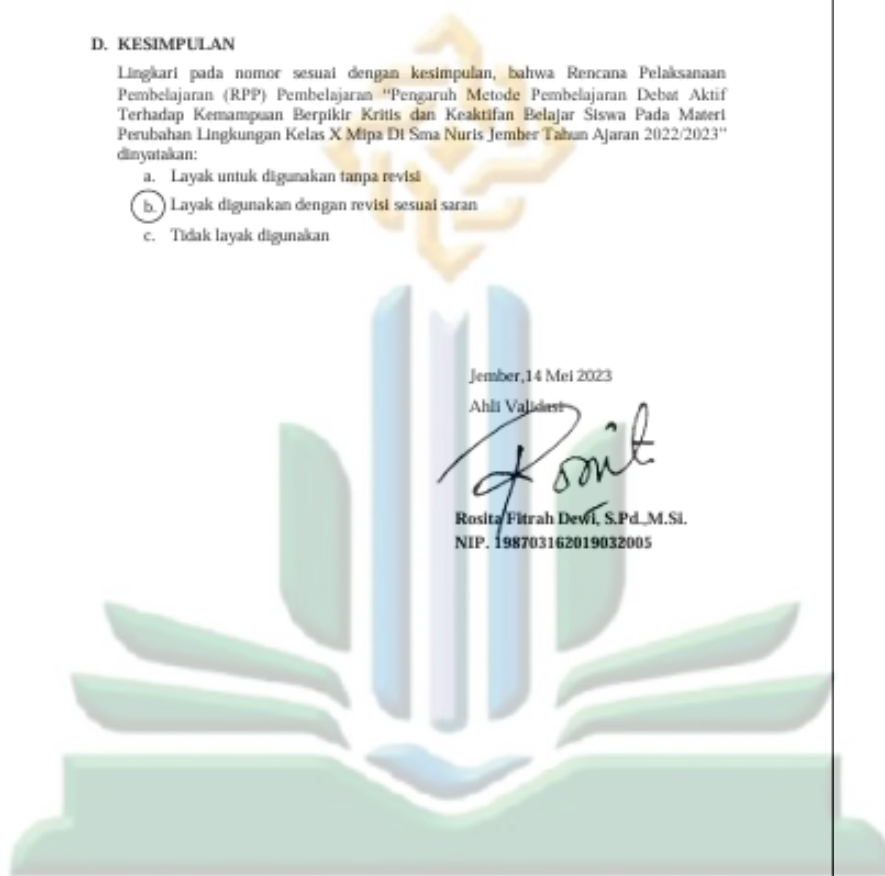 D. KESIMPULAN
Lingkari pada nomor sesuai dengan kesimpulan, bahwa Rencana Pelaksanaan
Pembelajaran (RPP) Pembelajaran “Pengaruh Metode Pembelajaran Debat Aktif
Terhadap Kemampuan Berpikir Kritis dan Keaktifan Belajar Siswa Pada Materi
Perubahan Lingkungan Kelas X Mipa Di Sma Nuris Jember Tahun Ajaran 2022/2023”
dinyatakan:
a. Layak untuk digunakan tanpa revisi
b. Layak digunakan dengan revisi sesuai saran
c. Tidak layak digunakan
Jember,14 Mei 2023
Ahli Validasi
Rosit
Rosita Fitrah Dewi, S.Pd.,M.Si.
NIP. 198703162019032005